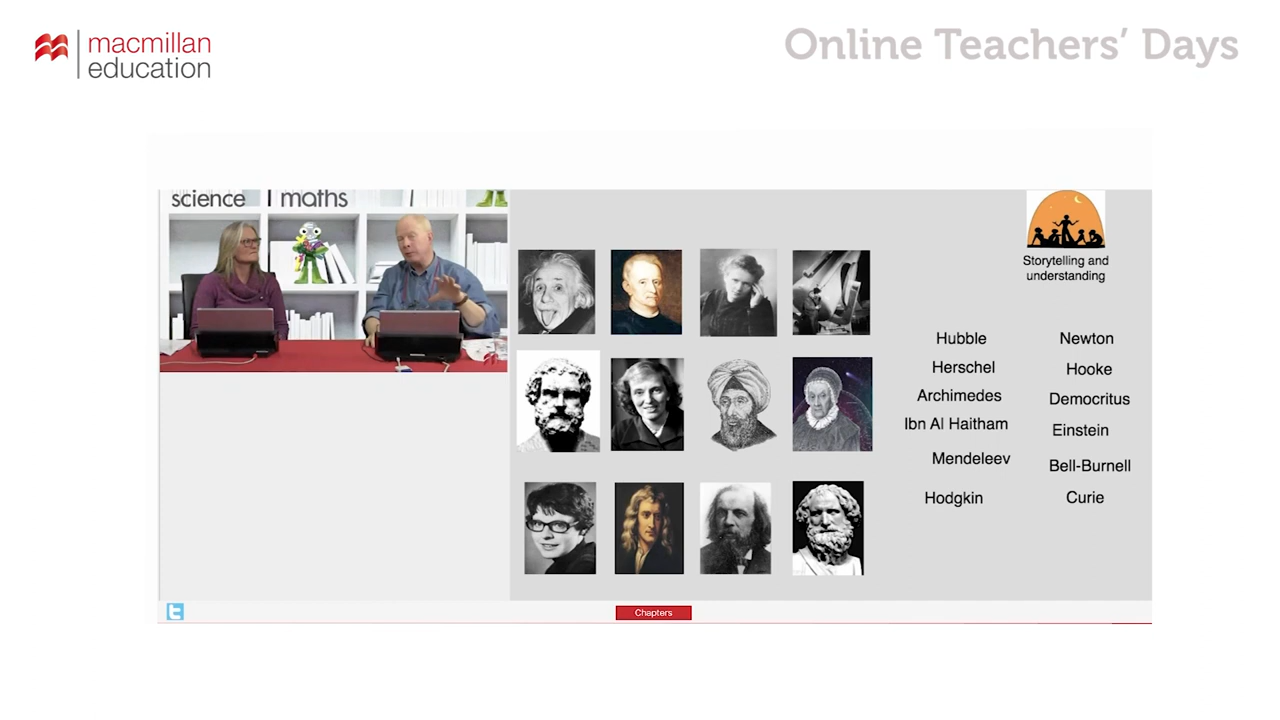 macmillan
education
Online Teachers’ Days
science
maths
Storytelling and
understanding
Hubble
Herschel
Archimedes
Ibn Al Haitham
Mendeleev
Hodgkin
Newton
Hooke
Democritus
Einstein
Bell-Burnell
Curie
Chapters